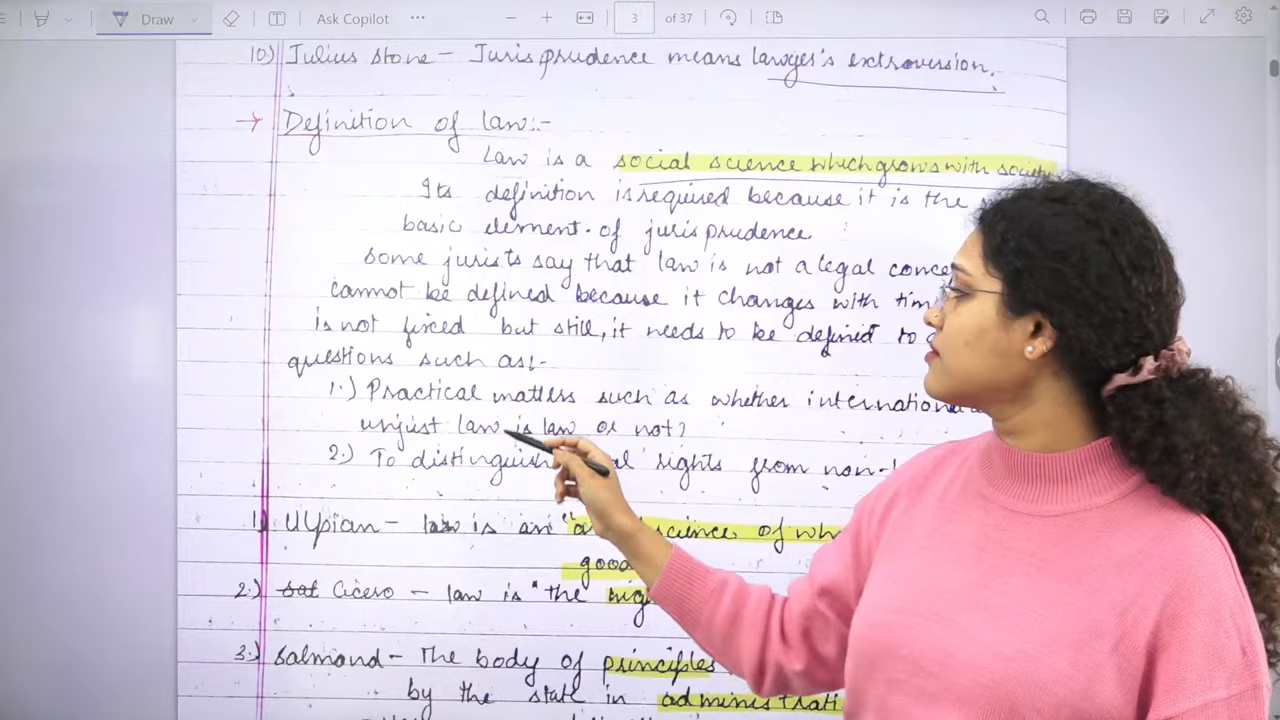 Draw
Ask Copilot
3 of 37
10) Julius Stone - Jurisprudence means lawyer's extroversion.
→ Definition of law:-
Law is a social science which grows with society.
Its definition is required because it is the
basic element of jurisprudence
some jurists say that law is not a legal
cannot be defined because it changes with
is not fixed but still, it needs to be defined to
questions such as:-
1.) Practical matters such as whether
unjust law is law or not?
2.) To distinguish rights from
1) Ulpian - law is an " science of
good
2.) Cicero - law is "the
3.) Salmond - The body of principles
by the state in